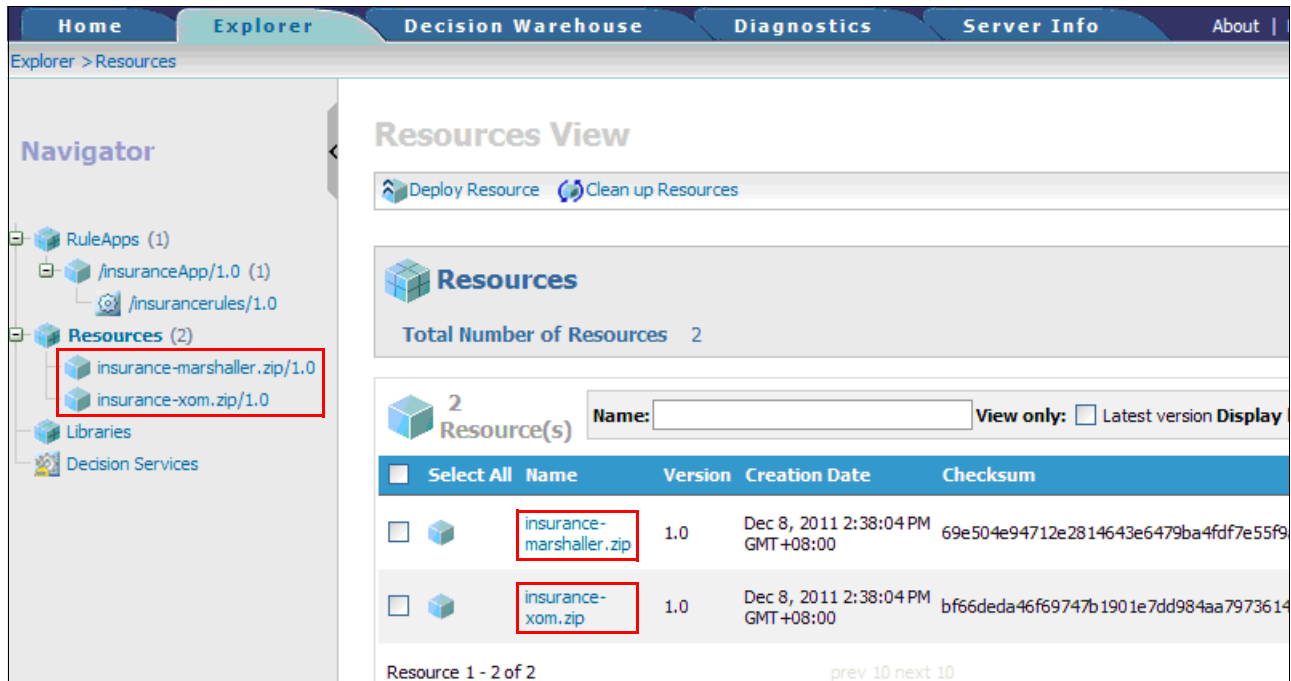 Home Explorer Decision Warehouse Diagnostics Server Info About |
Explorer > Resources
Navigator
RuleApps (1)
/insuranceApp/1.0 (1)
/insurancerules/1.0
Resources (2)
insurance-marshaller.zip/1.0
insurance-xom.zip/1.0
Libraries
Decision Services
Resources View
Deploy Resource Clean up Resources
Resources
Total Number of Resources 2
2
Resource(s)
Name: View only: Latest version Display
Select All Name Version Creation Date Checksum
insurance-
marshaller.zip
1.0
Dec 8, 2011 2:38:04 PM
GMT+08:00
69e504e94712e2814643e6479ba4fdf7e55f9
insurance-
xom.zip
1.0
Dec 8, 2011 2:38:04 PM
GMT+08:00
bf66deda46f69747b1901e7dd984aa7973614
Resource 1 - 2 of 2 prev 10 next 10